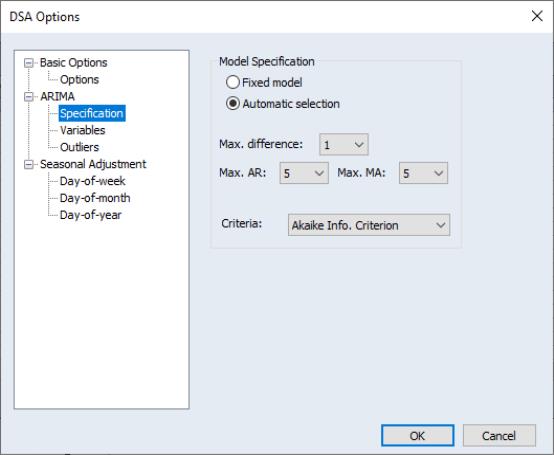 DSA Options
Basic Options
Options
ARIMA
Specification
Variables
Outliers
Seasonal Adjustment
Day-of-week
Day-of-month
Day-of-year
Model Specification
Fixed model
Automatic selection
Max. difference: 1
Max. AR: 5 Max. MA: 5
Criteria: Akaike Info. Criterion
OK Cancel